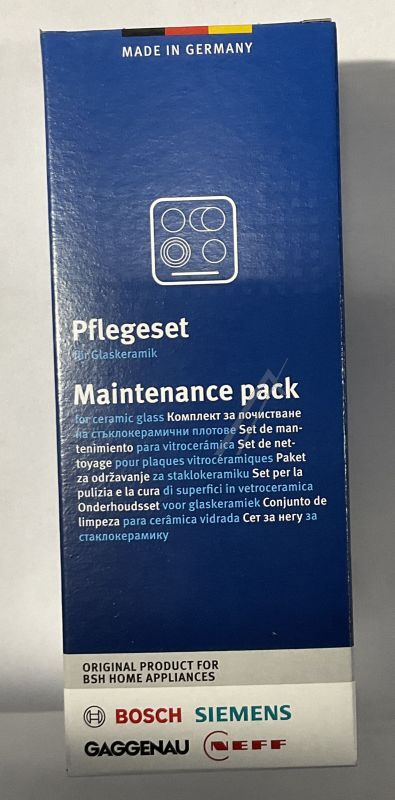 MADE IN GERMANY
Pflegeset
für Glaskeramik
Maintenance pack
for ceramic glass Комплект за почистване
на стъклокерамични плотове Set de man-
tenimiento para vitrocerámica Set de net-
toyage pour plaques vitrocéramiques Paket
za održavanje za staklokeramiku Set per la
pulizia e la cura di superfici in vetroceramica
Onderhoudsset voor glaskeramiek Conjunto de
limpeza para cerâmica vidrada Сет за негу за
стаклокерамику
ORIGINAL PRODUCT FOR
BSH HOME APPLIANCES
BOSCH SIEMENS
GAGGENAU NEFF